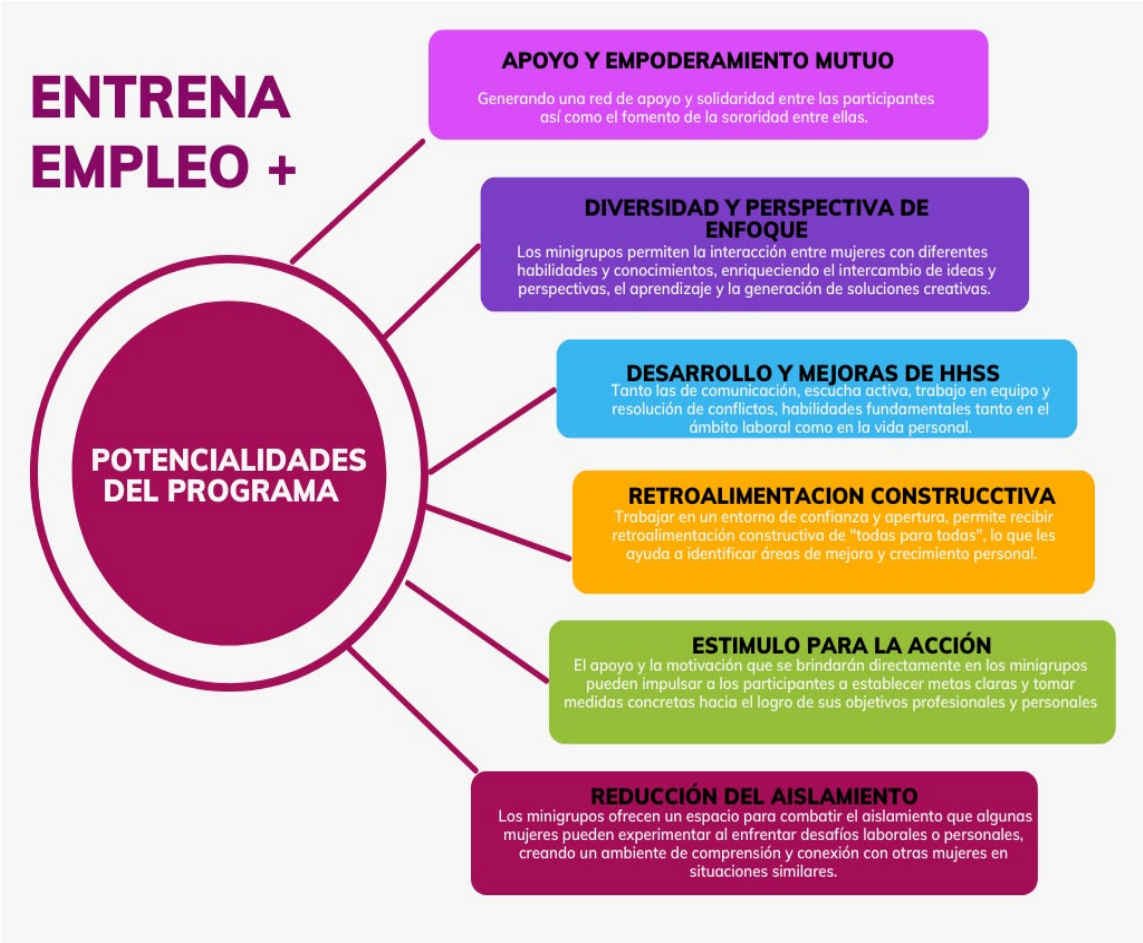 ENTRENA
EMPLEO +
POTENCIALIDADES
DEL PROGRAMA
APOYO Y EMPODERAMIENTO MUTUO
Generando una red de apoyo y solidaridad entre las participantes
así como el fomento de la sororidad entre ellas.
DIVERSIDAD Y PERSPECTIVA DE
ENFOQUE
Los minigrupos permiten la interacción entre mujeres con diferentes
habilidades y conocimientos, enriqueciendo el intercambio de ideas y
perspectivas, el aprendizaje y la generación de soluciones creativas.
DESARROLLO Y MEJORAS DE HHSS
Tanto las de comunicación, escucha activa, trabajo en equipo y
resolución de conflictos, habilidades fundamentales tanto en el
ámbito laboral como en la vida personal.
RETROALIMENTACION CONSTRUCCTIVA
Trabajar en un entorno de confianza y apertura, permite recibir
retroalimentación constructiva de "todas para todas", lo que les
ayuda a identificar áreas de mejora y crecimiento personal.
ESTIMULO PARA LA ACCIÓN
El apoyo y la motivación que se brindarán directamente en los minigrupos
pueden impulsar a los participantes a establecer metas claras y tomar
medidas concretas hacia el logro de sus objetivos profesionales y personales
REDUCCIÓN DEL AISLAMIENTO
Los minigrupos ofrecen un espacio para combatir el aislamiento que algunas
mujeres pueden experimentar al enfrentar desafíos laborales o personales,
creando un ambiente de comprensión y conexión con otras mujeres en
situaciones similares.